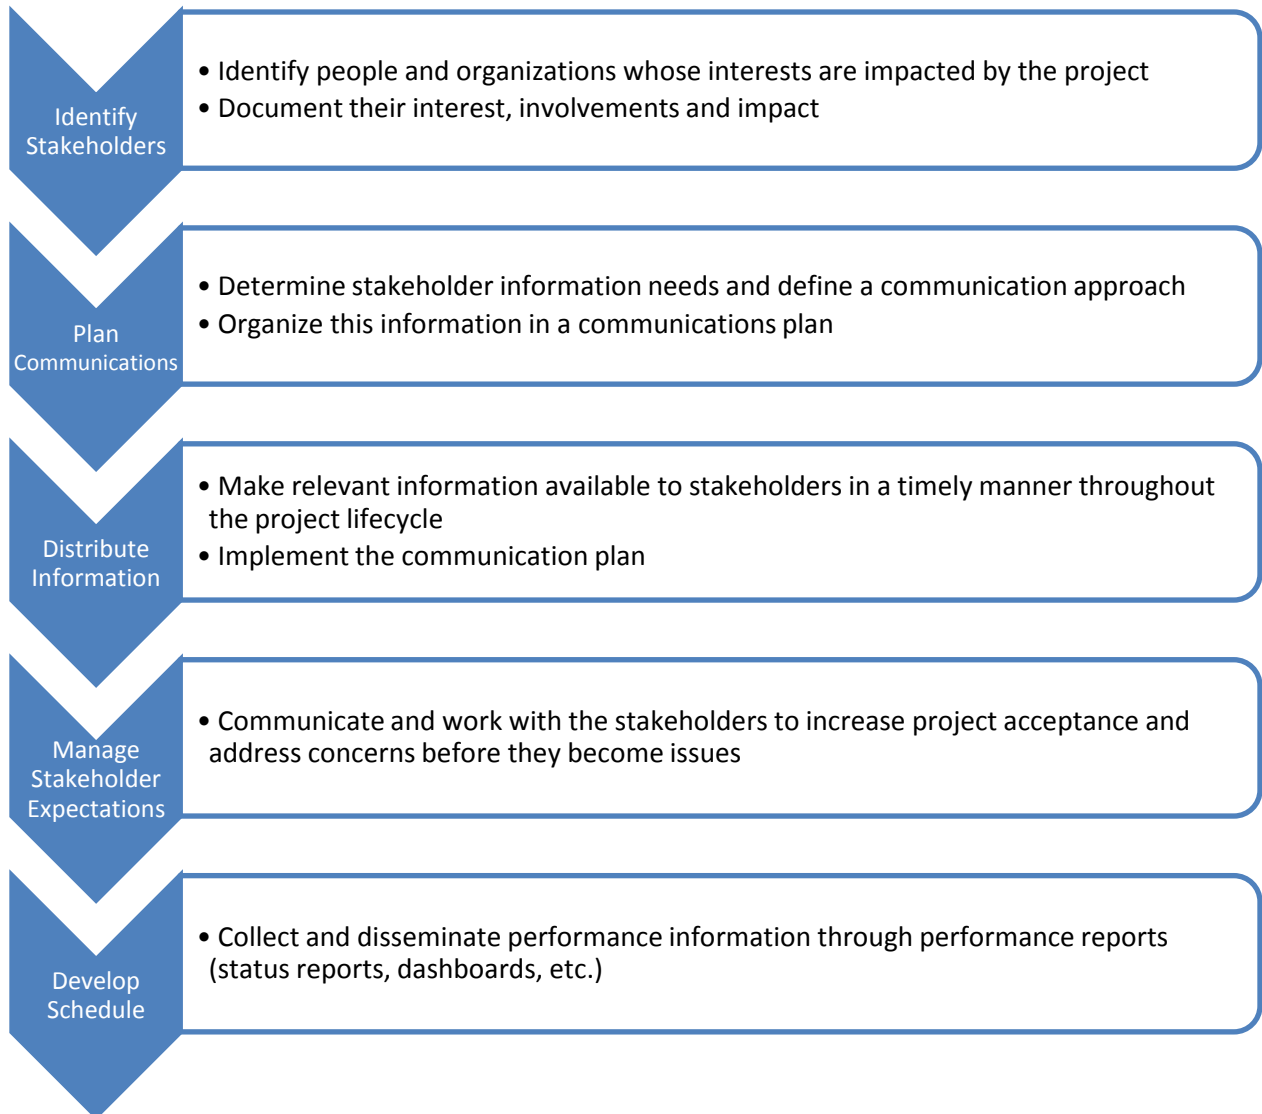 Identify
Stakeholders
• Identify people and organizations whose interests are impacted by the project
• Document their interest, involvements and impact
Plan
Communications
• Determine stakeholder information needs and define a communication approach
• Organize this information in a communications plan
Distribute
Information
• Make relevant information available to stakeholders in a timely manner throughout
the project lifecycle
• Implement the communication plan
Manage
Stakeholder
Expectations
• Communicate and work with the stakeholders to increase project acceptance and
address concerns before they become issues
Develop
Schedule
• Collect and disseminate performance information through performance reports
(status reports, dashboards, etc.)